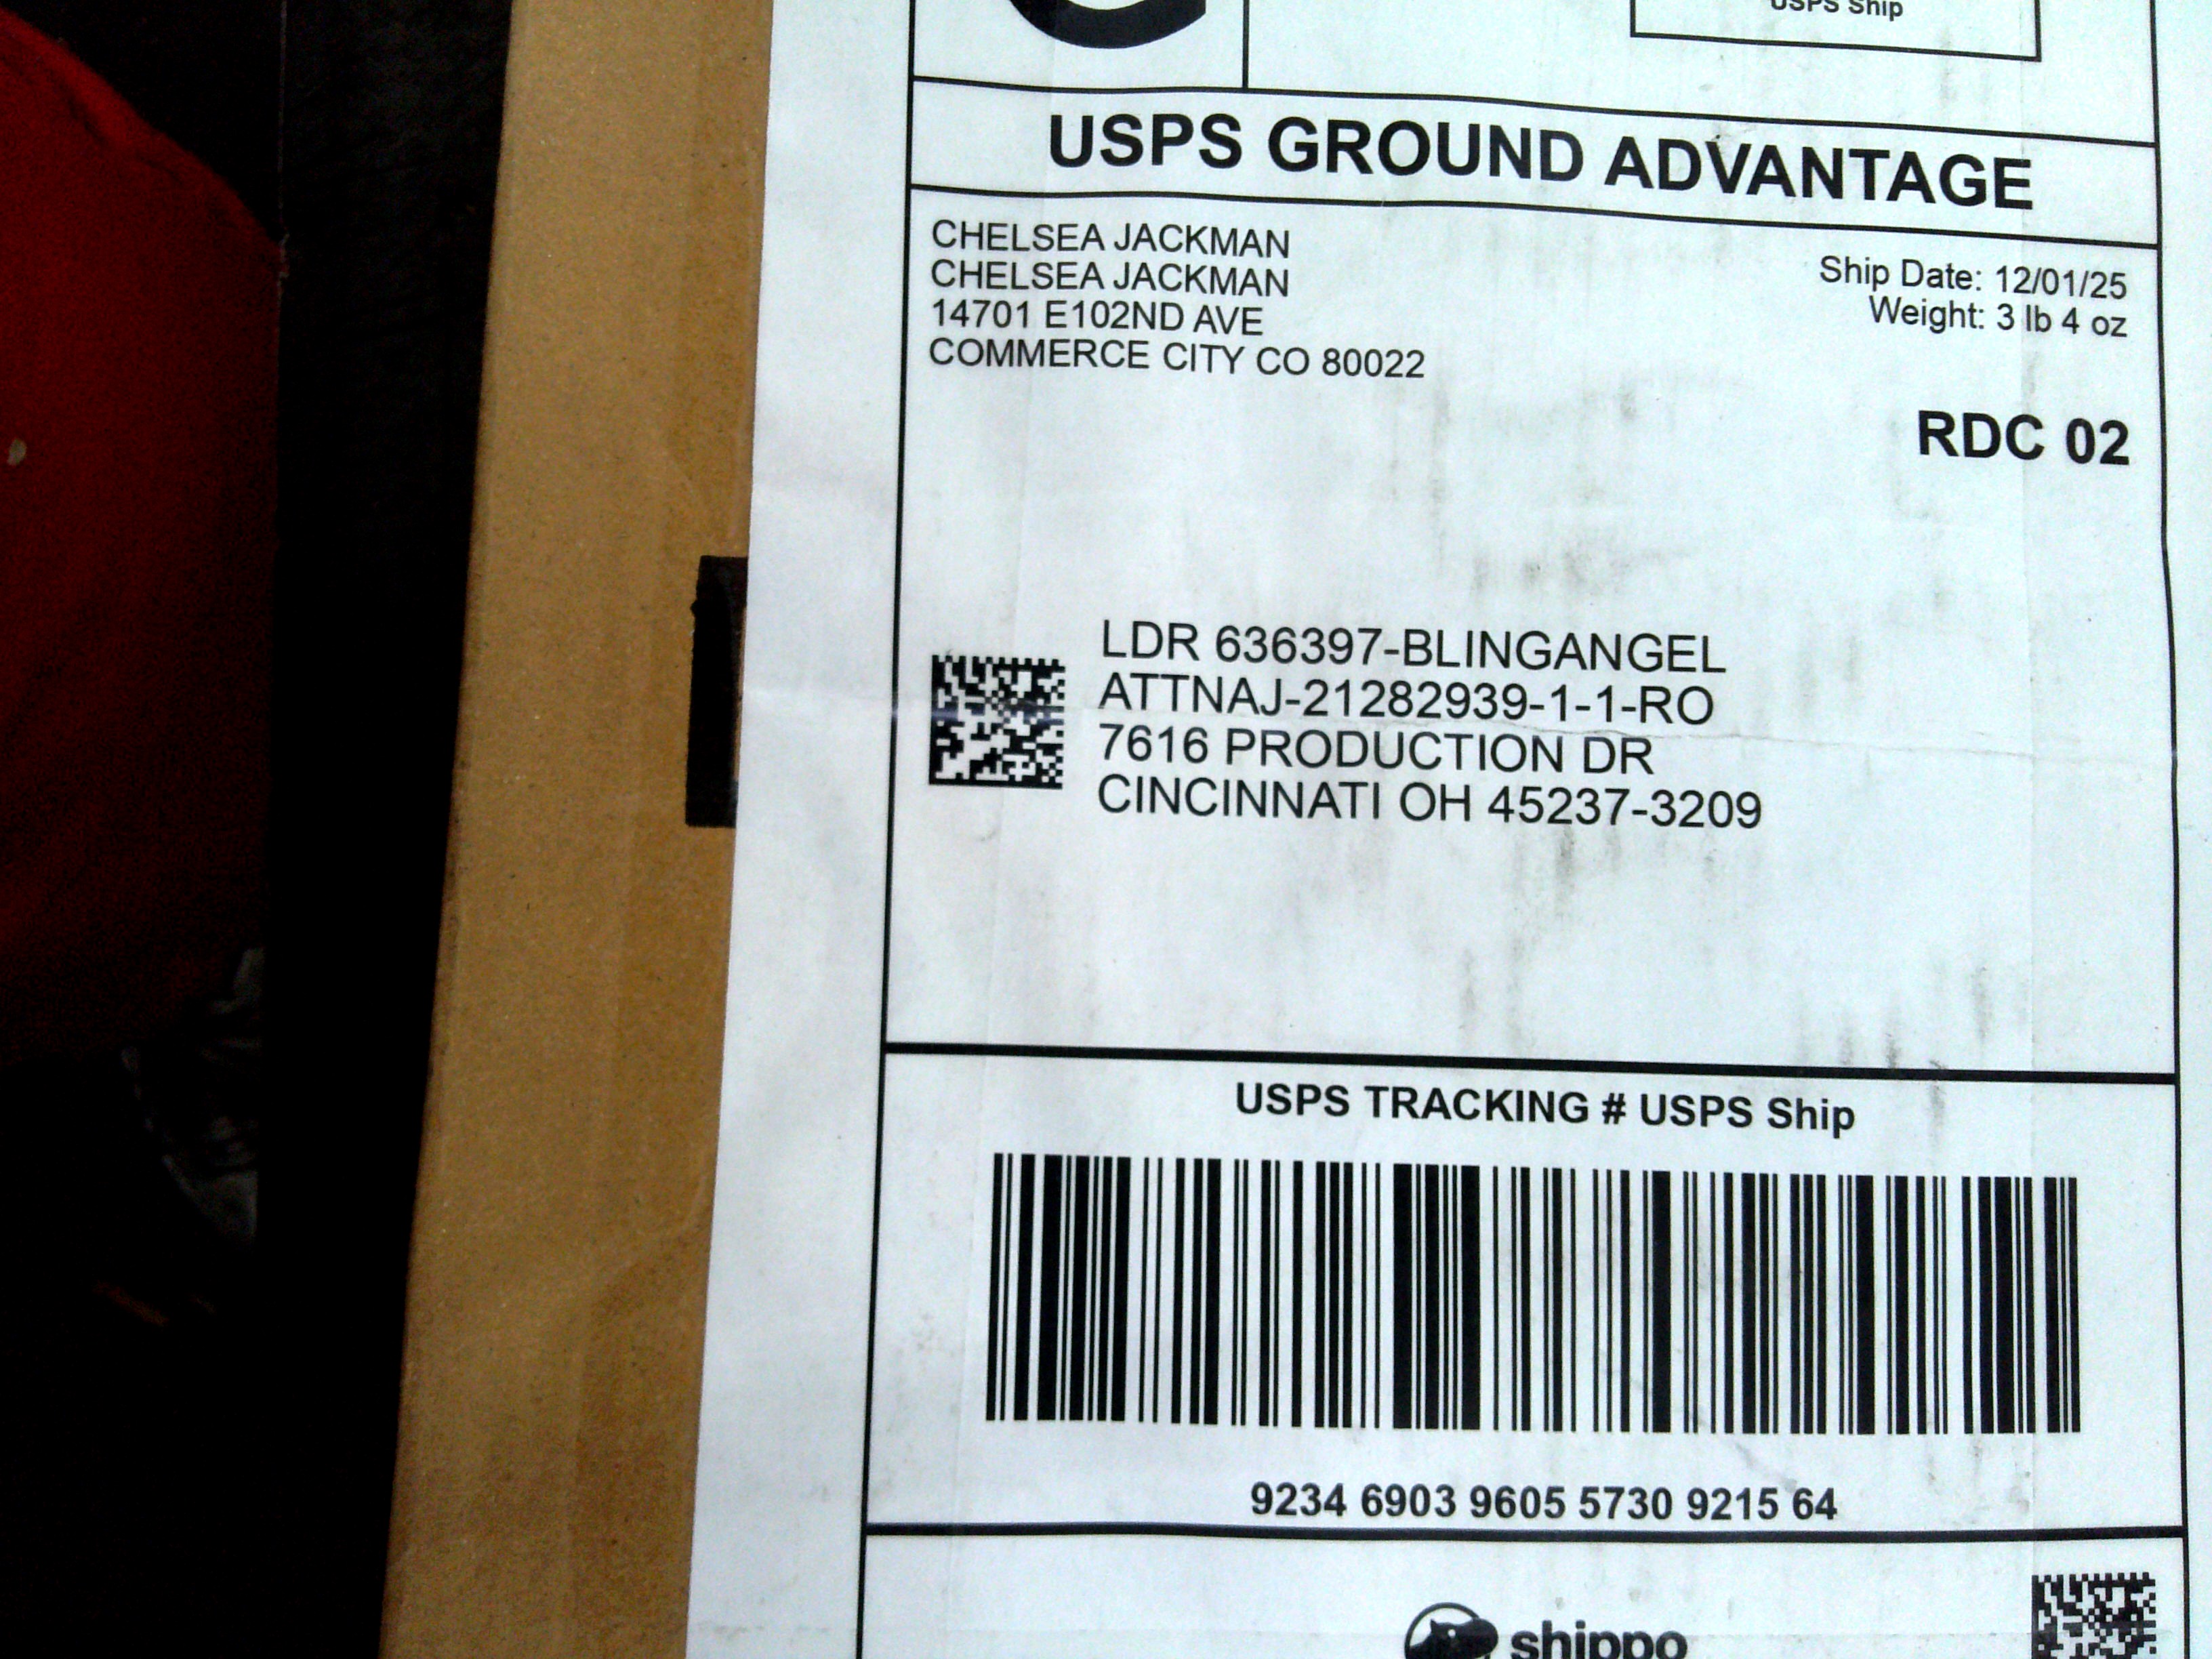 USPS Ship
USPS GROUND ADVANTAGE
CHELSEA JACKMAN
CHELSEA JACKMAN
14701 E102ND AVE
COMMERCE CITY CO 80022
Ship Date: 12/01/25
Weight: 3 lb 4 oz
RDC 02
LDR 636397-BLINGANGEL
ATTNAJ-21282939-1-1-RO
7616 PRODUCTION DR
CINCINNATI OH 45237-3209
USPS TRACKING # USPS Ship
9234 6903 9605 5730 9215 64
shippo